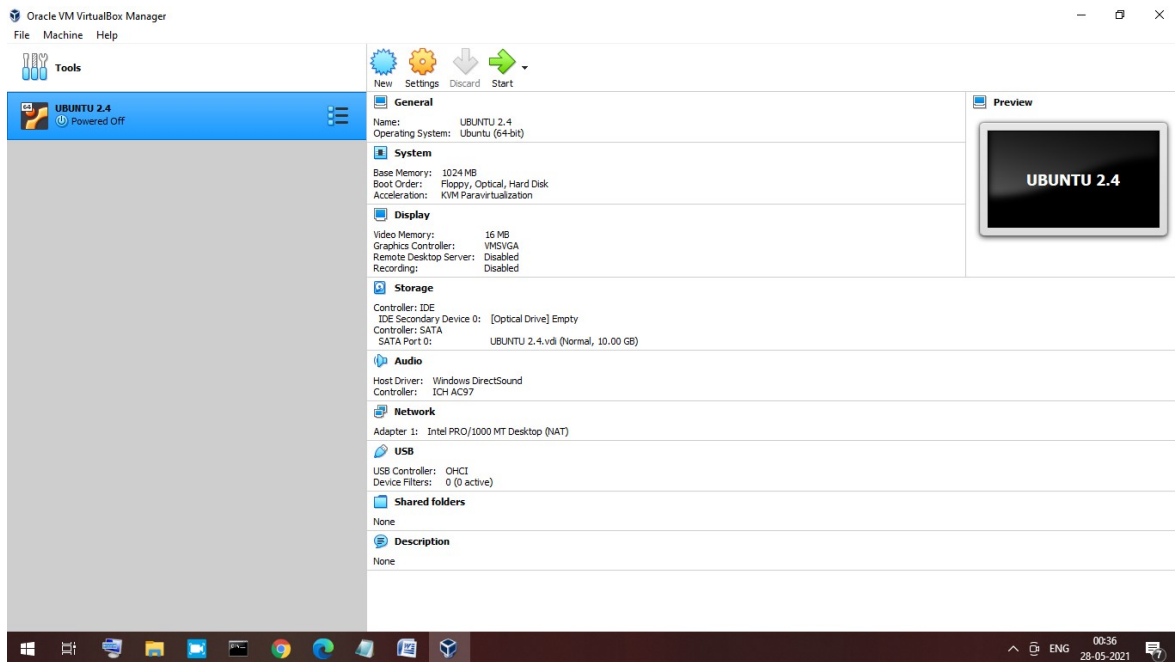 Oracle VM VirtualBox Manager
File Machine Help
Tools
New Settings Discard Start
64
UBUNTU 2.4
Powered Off
General
Name: UBUNTU 2.4
Operating System: Ubuntu (64-bit)
System
Base Memory: 1024 MB
Boot Order: Floppy, Optical, Hard Disk
Acceleration: KVM Paravirtualization
Display
Video Memory: 16 MB
Graphics Controller: VMSVGA
Remote Desktop Server: Disabled
Recording: Disabled
Storage
Controller: IDE
IDE Secondary Device 0: [Optical Drive] Empty
Controller: SATA
SATA Port 0: UBUNTU 2.4.vdi (Normal, 10.00 GB)
Audio
Host Driver: Windows DirectSound
Controller: ICH AC97
Network
Adapter 1: Intel PRO/1000 MT Desktop (NAT)
USB
USB Controller: OHCI
Device Filters: 0 (0 active)
Shared folders
None
Description
None
Preview
UBUNTU 2.4
ENG
00:36
28-05-2021
7